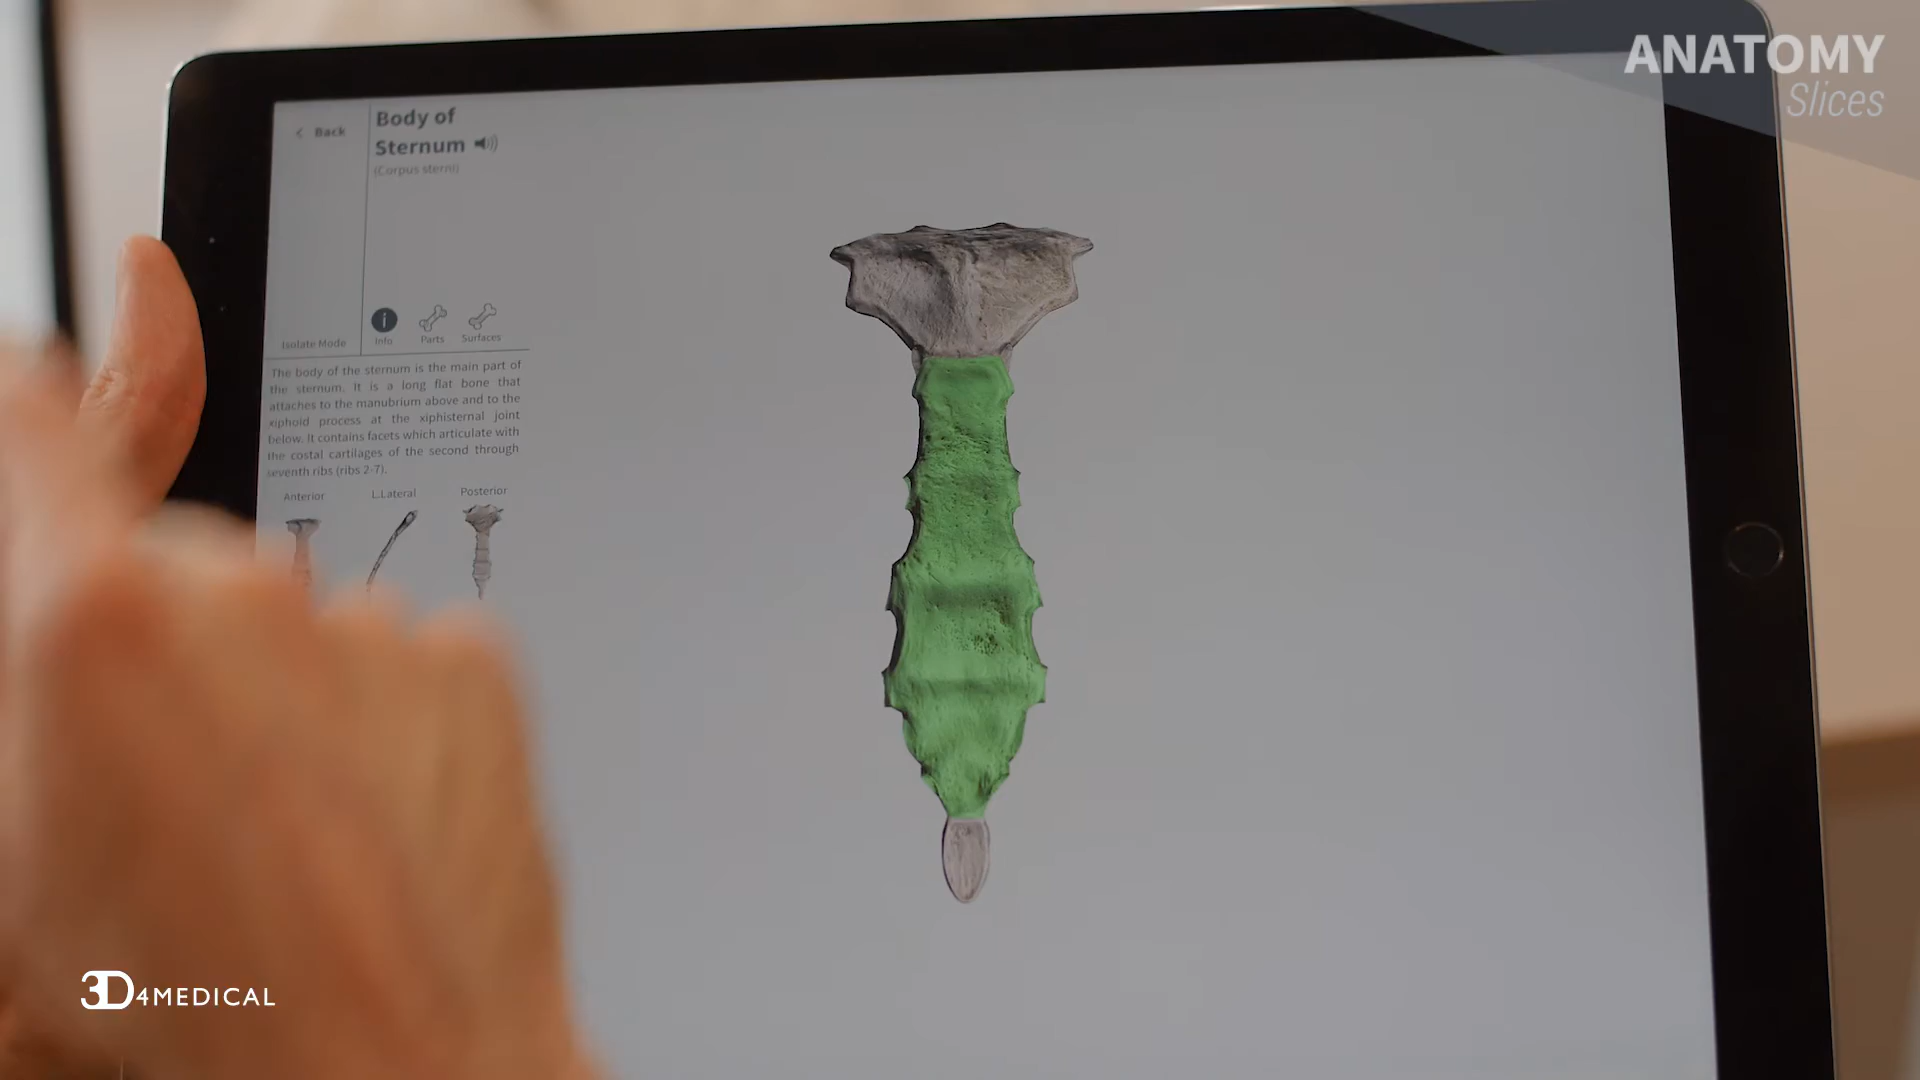 ANATOMY
Slices
Back
Body of
Sternum
(Corpus sterni)
Isolate Mode
Info
Parts
Surfaces
The body of the sternum is the main part of
the sternum. It is a long flat bone that
attaches to the manubrium above and to the
xiphoid process at the xiphisternal joint
below. It contains facets which articulate with
the costal cartilages of the second through
seventh ribs (ribs 2-7).
Anterior
L.Lateral
Posterior
3D4MEDICAL